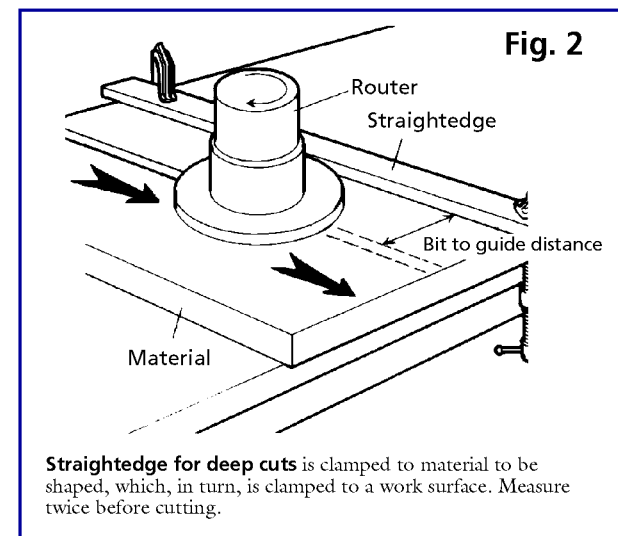 Fig. 2
Router
Straightedge
Bit to guide distance
Material
Straightedge for deep cuts is clamped to material to be
shaped, which, in turn, is clamped to a work surface. Measure
twice before cutting.